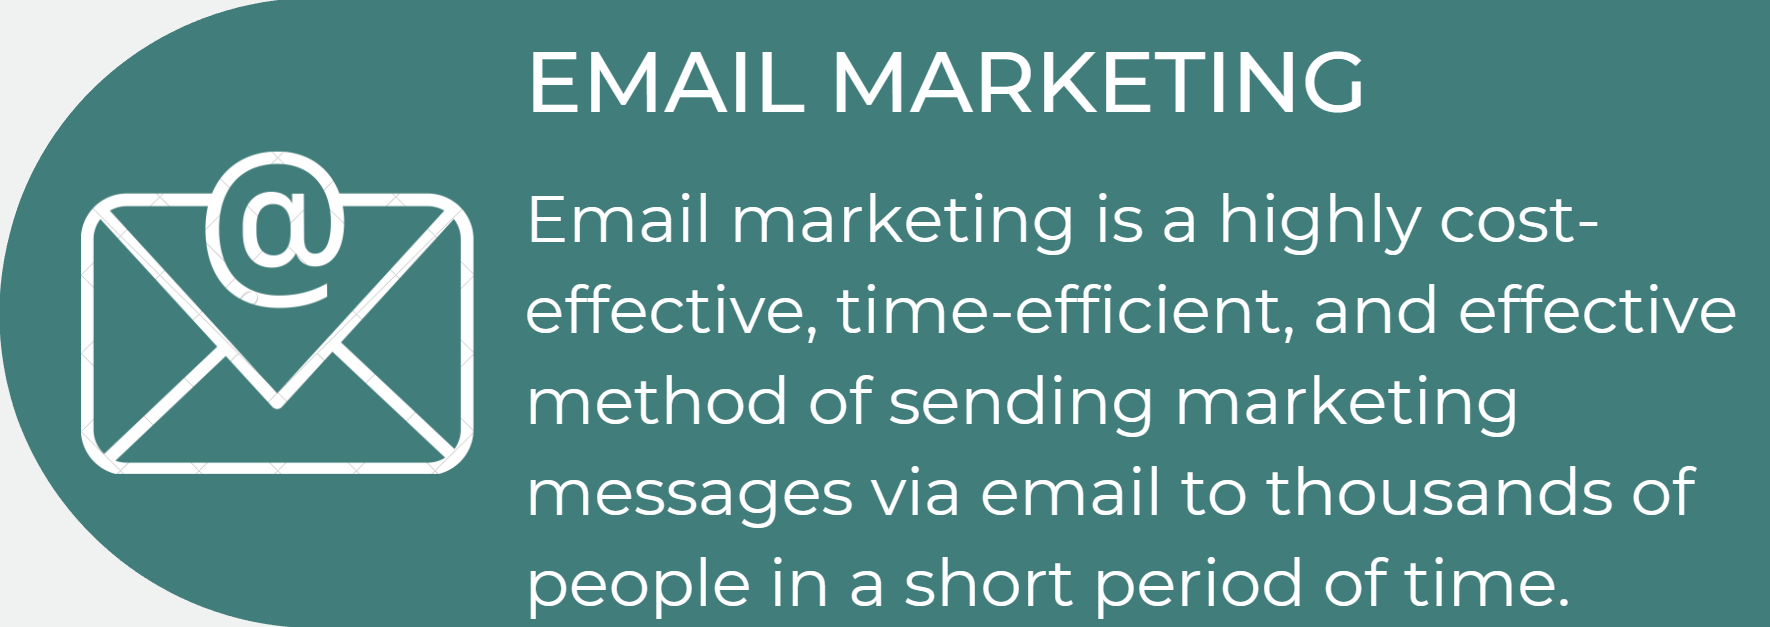 @
EMAIL MARKETING
Email marketing is a highly cost-
effective, time-efficient, and effective
method of sending marketing
messages via email to thousands of
people in a short period of time.